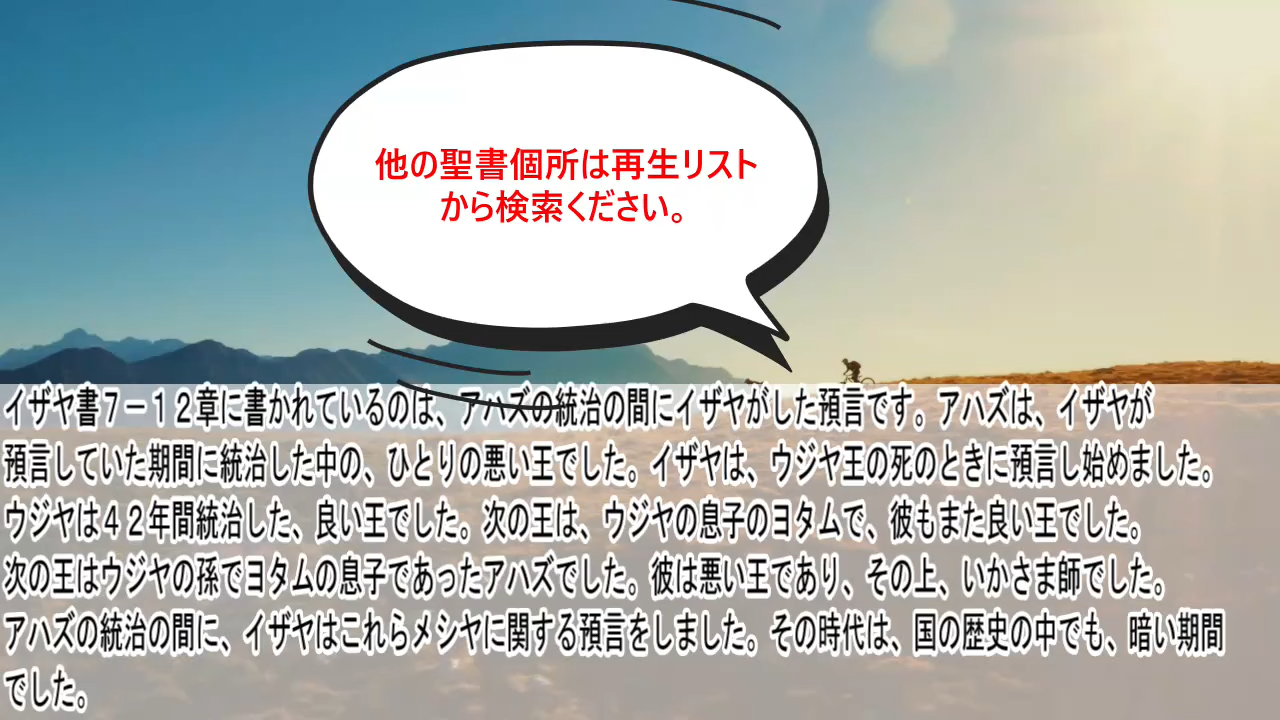 他の聖書個所は再生リスト
から検索ください。
イザヤ書７－１２章に書かれているのは、アハズの統治の間にイザヤがした預言です。アハズは、イザヤが
預言していた期間に統治した中の、ひとりの悪い王でした。イザヤは、ウジヤ王の死のときに預言し始めました。
ウジヤは４２年間統治した、良い王でした。次の王は、ウジヤの息子のヨタムで、彼もまた良い王でした。
次の王はウジヤの孫でヨタムの息子であったアハズでした。彼は悪い王であり、その上、いかさま師でした。
アハズの統治の間に、イザヤはこれらメシヤに関する預言をしました。その時代は、国の歴史の中でも、暗い期間
でした。